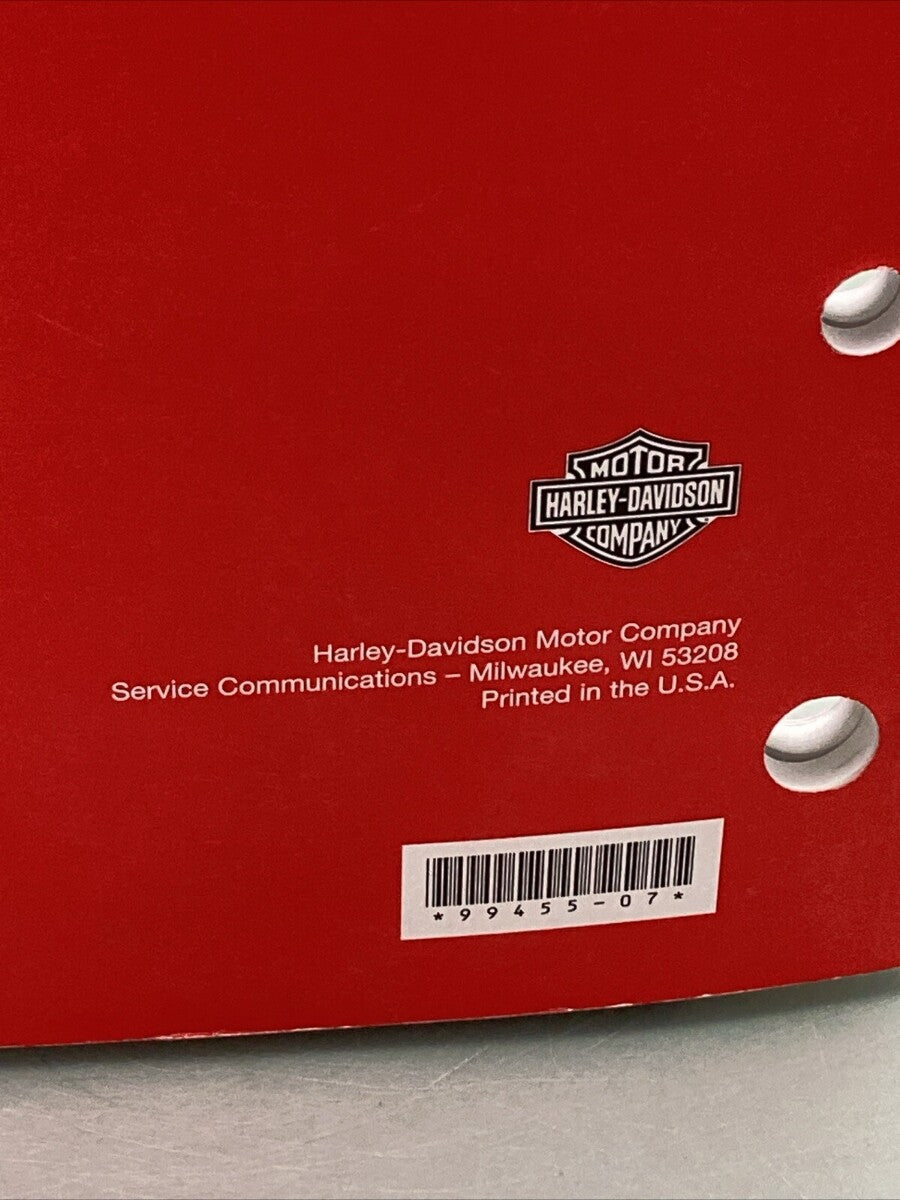 MOTOR
HARLEY-DAVIDSON
COMPANY
Harley-Davidson Motor Company
Service Communications – Milwaukee, WI 53208
Printed in the U.S.A.
*99455-07*